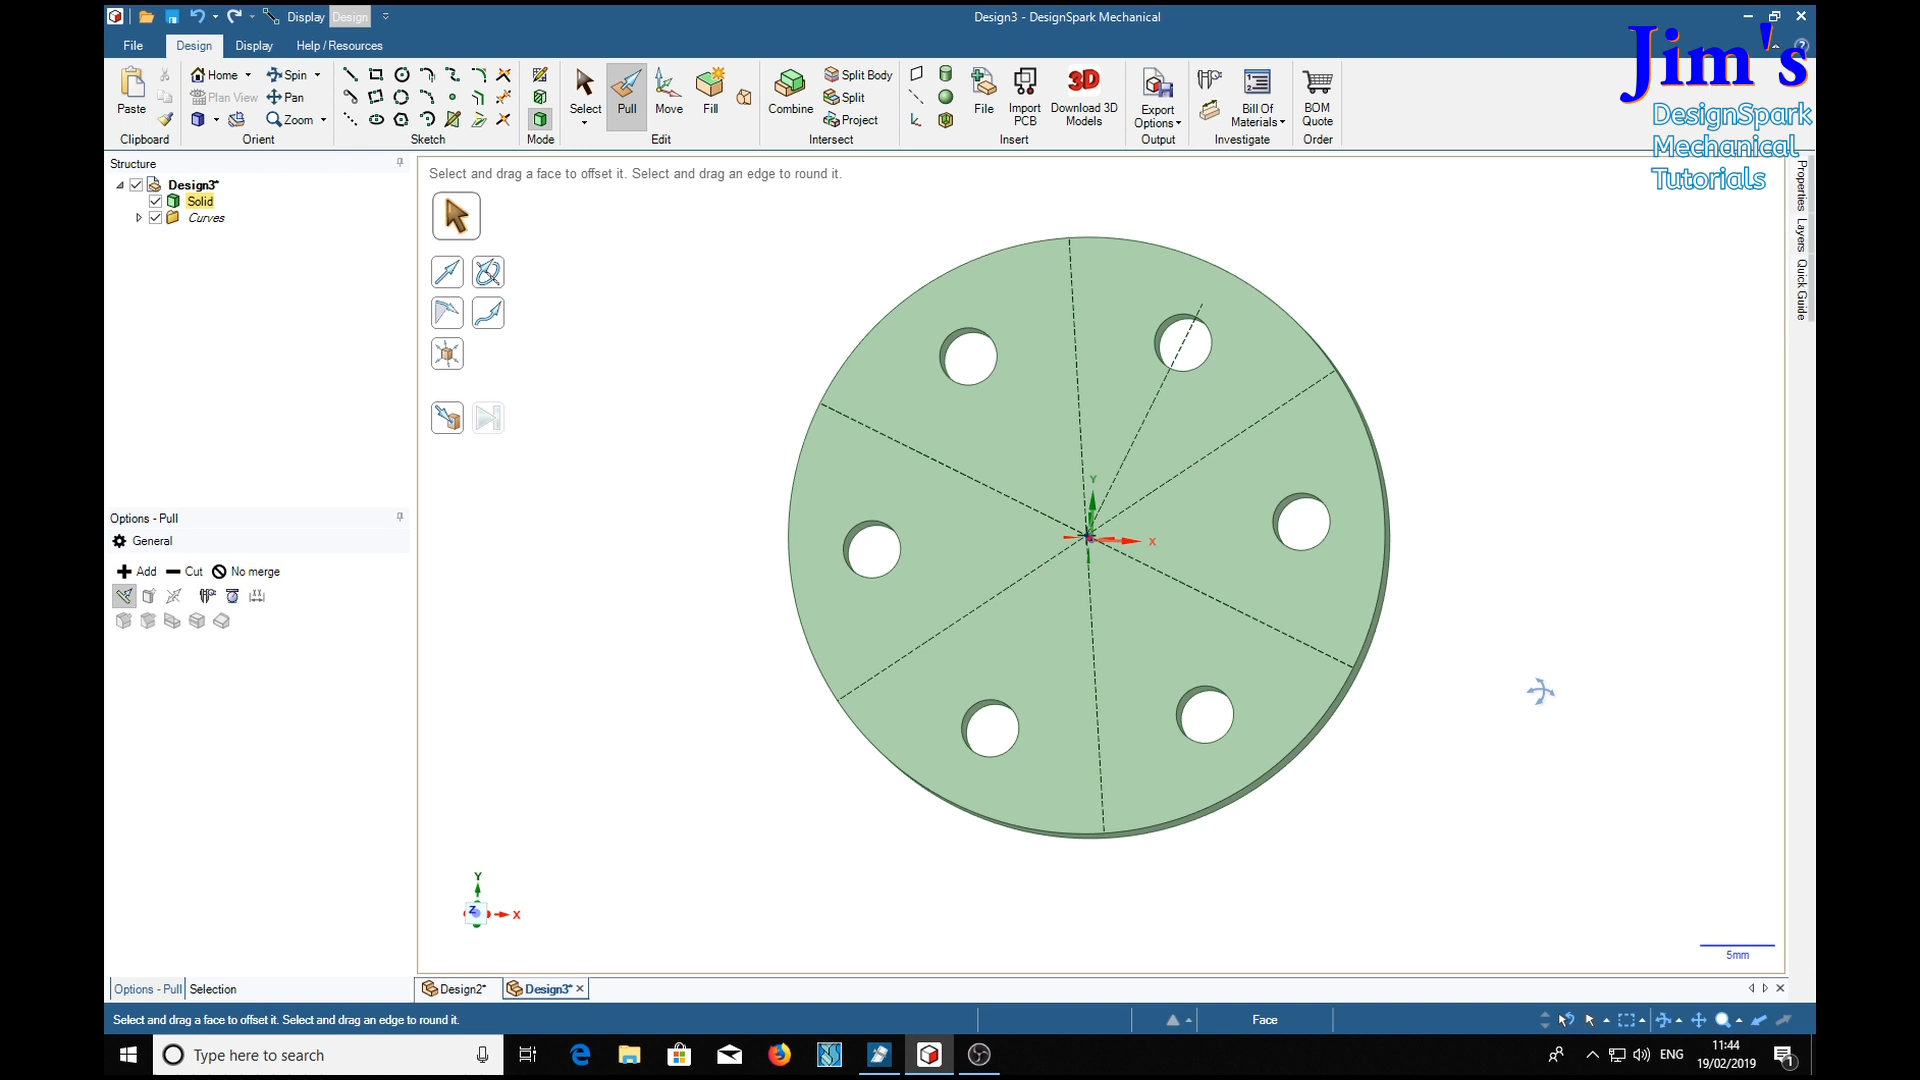 Display Design
Design3 - DesignSpark Mechanical
File Design Display Help / Resources
Jim's
DesignSpark
Mechanical
Tutorials
Paste
Clipboard
Home Spin
Plan View Pan
Zoom
Orient
Sketch
Mode
Select Pull Move Fill
Edit
Combine
Split Body
Split
Project
Intersect
File
Import PCB
Download 3D Models
Insert
3D
Export Options
Output
Bill Of Materials
Investigate
BOM Quote
Order
Structure
Design3*
Solid
Curves
Select and drag a face to offset it. Select and drag an edge to round it.
Properties
Layers
Quick Guide
Options - Pull
General
Add Cut No merge
Y
X
Y
Z
X
5mm
Options - Pull Selection
Design2* Design3*
Select and drag a face to offset it. Select and drag an edge to round it.
Face
Type here to search
ENG
11:44
19/02/2019
1